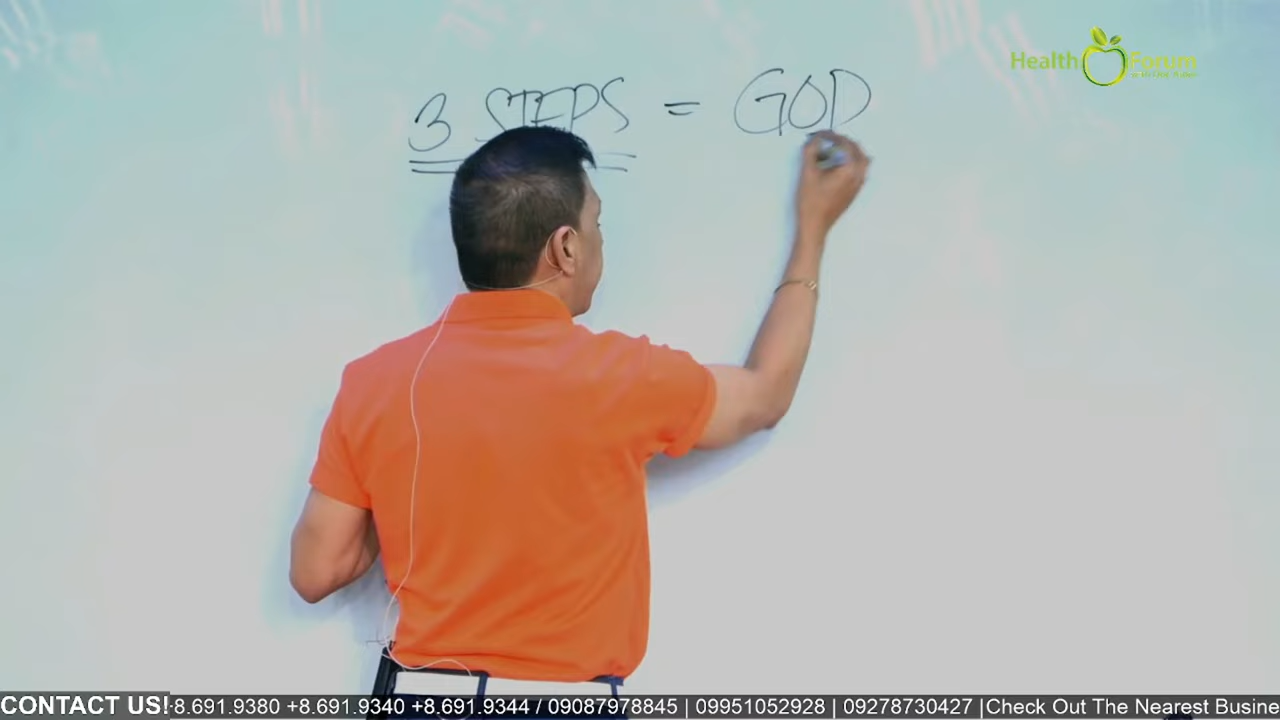 Health Forum
3 STEPS = GOD
CONTACT US! 8.691.9380 +8.691.9340 +8.691.9344 / 09087978845 | 09951052928 | 09278730427 |Check Out The Nearest Busine